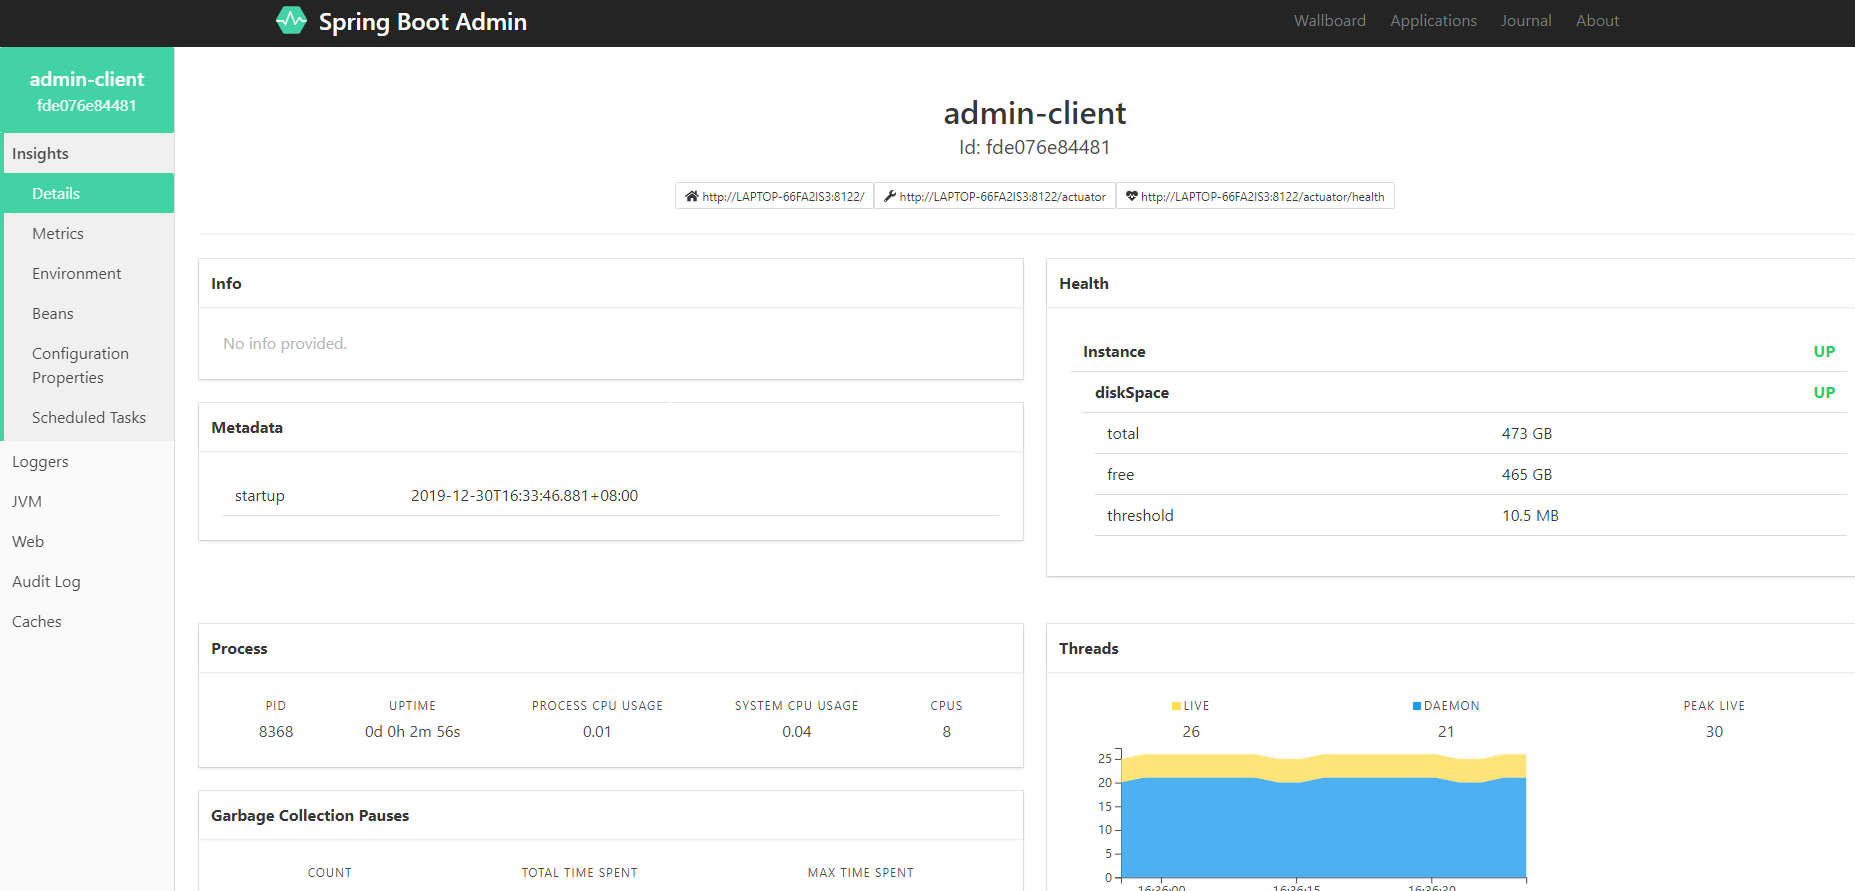 Spring Boot Admin
Wallboard Applications Journal About
admin-client
fde076e84481
Insights
Details
Metrics
Environment
Beans
Configuration
Properties
Scheduled Tasks
Loggers
JVM
Web
Audit Log
Caches
admin-client
Id: fde076e84481
http://LAPTOP-66FA2IS3:8122/ http://LAPTOP-66FA2IS3:8122/actuator http://LAPTOP-66FA2IS3:8122/actuator/health
Info
No info provided.
Metadata
startup 2019-12-30T16:33:46.881+08:00
Health
Instance UP
diskSpace UP
total 473 GB
free 465 GB
threshold 10.5 MB
Process
PID UPTIME PROCESS CPU USAGE SYSTEM CPU USAGE CPUS
8368 0d 0h 2m 56s 0.01 0.04 8
Garbage Collection Pauses
COUNT TOTAL TIME SPENT MAX TIME SPENT
Threads
LIVE DAEMON PEAK LIVE
26 21 30
25
20
15
10
5
0
16:36:00 16:36:15 16:36:30